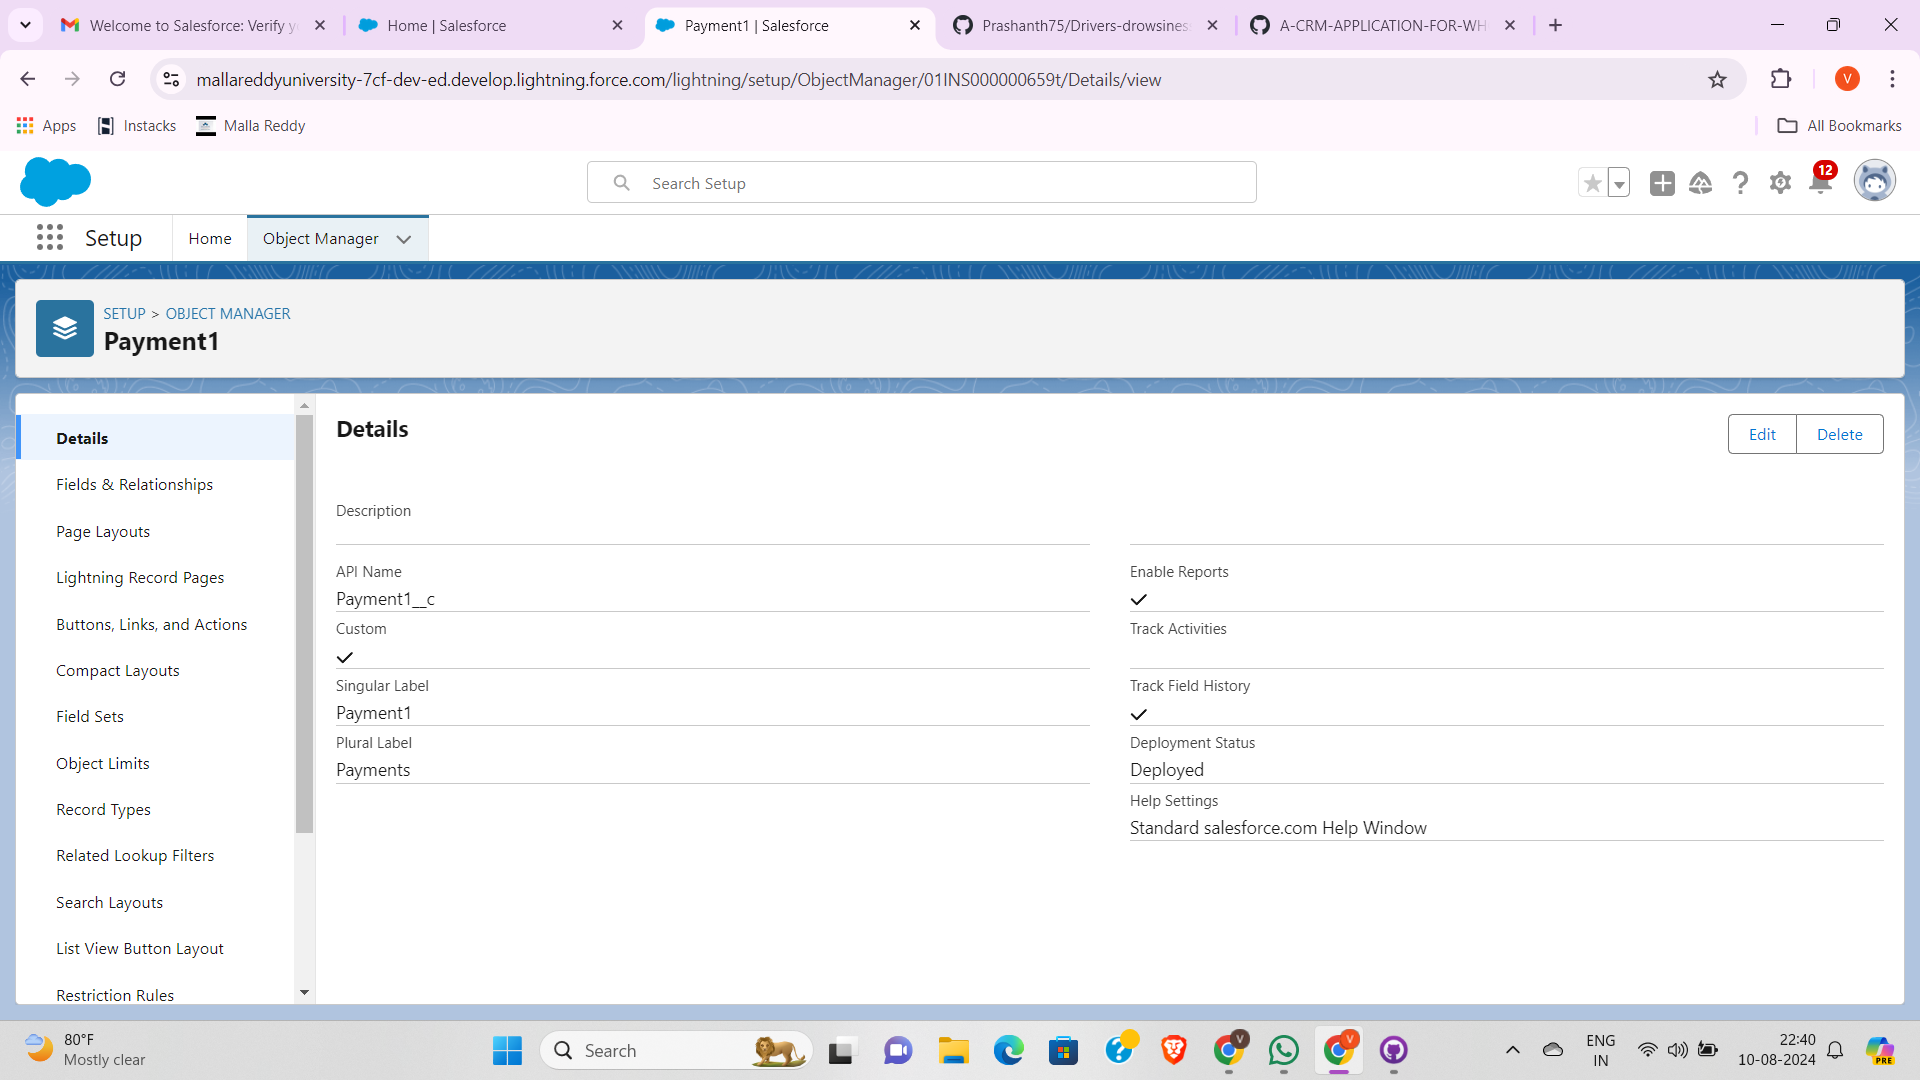 Welcome to Salesforce: Verify y
Home | Salesforce
Payment1 | Salesforce
Prashanth75/Drivers-drowsines
A-CRM-APPLICATION-FOR-WH
mallareddyuniversity-7cf-dev-ed.develop.lightning.force.com/lightning/setup/ObjectManager/01INS000000659t/Details/view
V
Apps
Instacks
Malla Reddy
All Bookmarks
Search Setup
12
Setup
Home
Object Manager
SETUP > OBJECT MANAGER
Payment1
Details
Fields & Relationships
Page Layouts
Lightning Record Pages
Buttons, Links, and Actions
Compact Layouts
Field Sets
Object Limits
Record Types
Related Lookup Filters
Search Layouts
List View Button Layout
Restriction Rules
Details
Edit
Delete
Description
API Name
Payment1__c
Custom
Singular Label
Payment1
Plural Label
Payments
Enable Reports
Track Activities
Track Field History
Deployment Status
Deployed
Help Settings
Standard salesforce.com Help Window
80°F
Mostly clear
Search
V
V
ENG
IN
22:40
10-08-2024
PRE